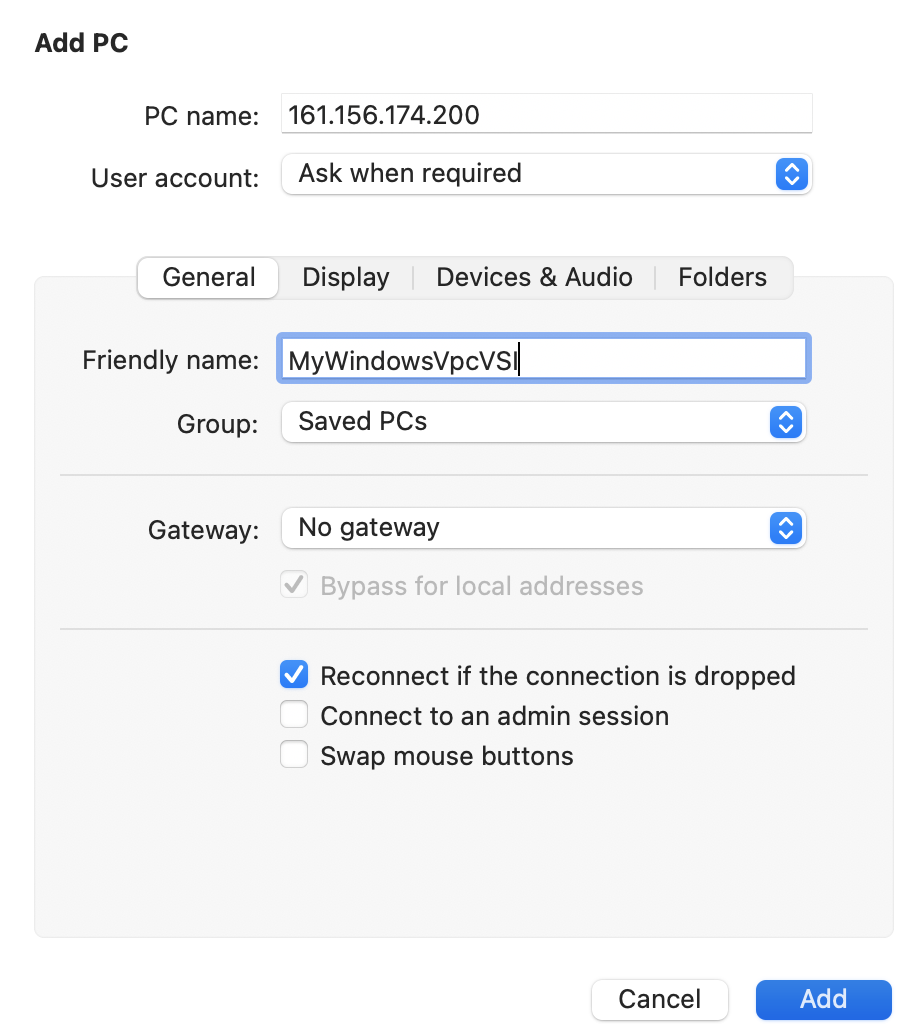 Add PC
PC name: 161.156.174.200
User account: Ask when required
General Display Devices & Audio Folders
Friendly name: MyWindowsVpcVSI
Group: Saved PCs
Gateway: No gateway
Bypass for local addresses
Reconnect if the connection is dropped
Connect to an admin session
Swap mouse buttons
Cancel Add